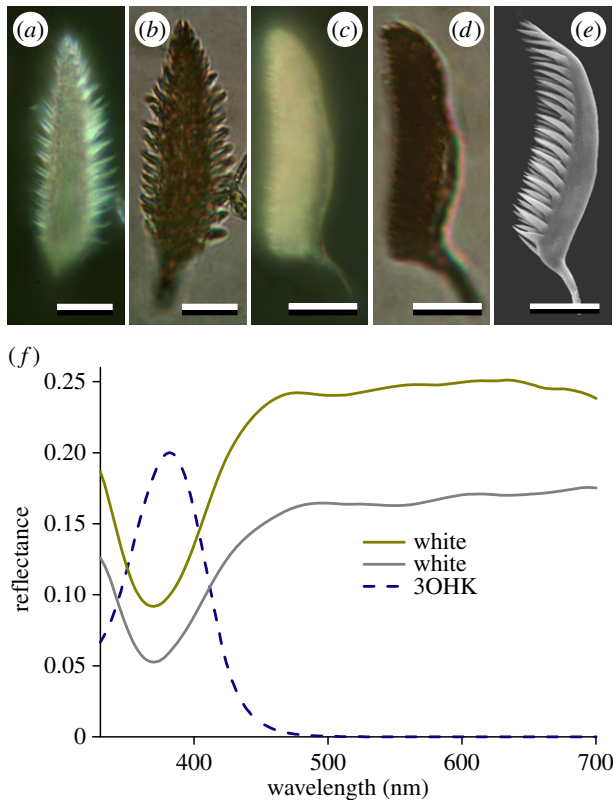 (a) (b) (c) (d) (e)
(f)
0.25
0.20
0.15
0.10
0.05
0
reflectance
white
white
3OHK
400 500 600 700
wavelength (nm)